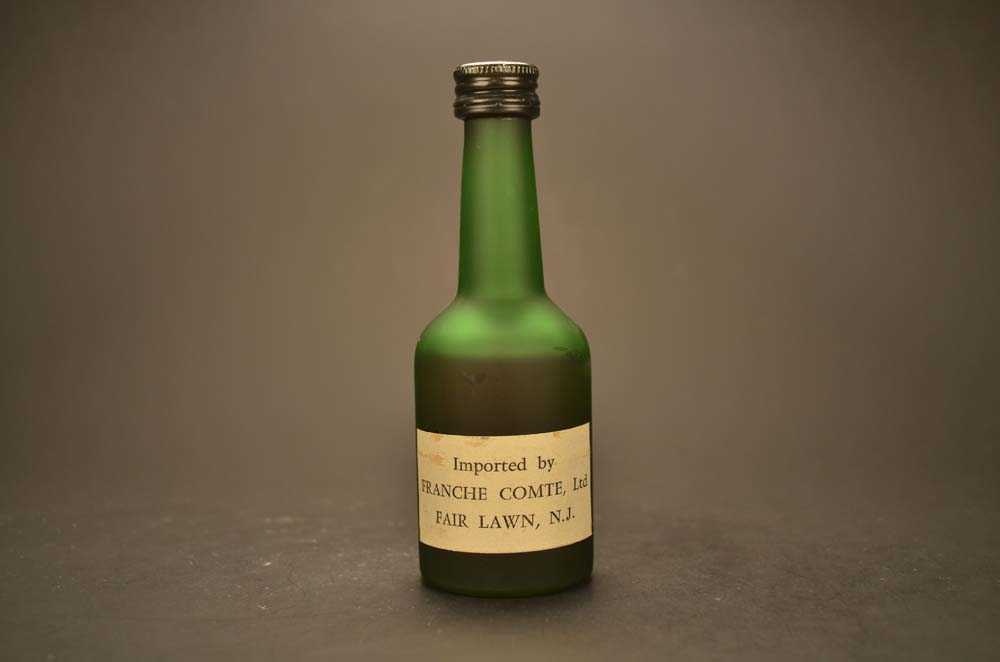 Imported by
FRANCHE COMTE, Ltd
FAIR LAWN, N.J.